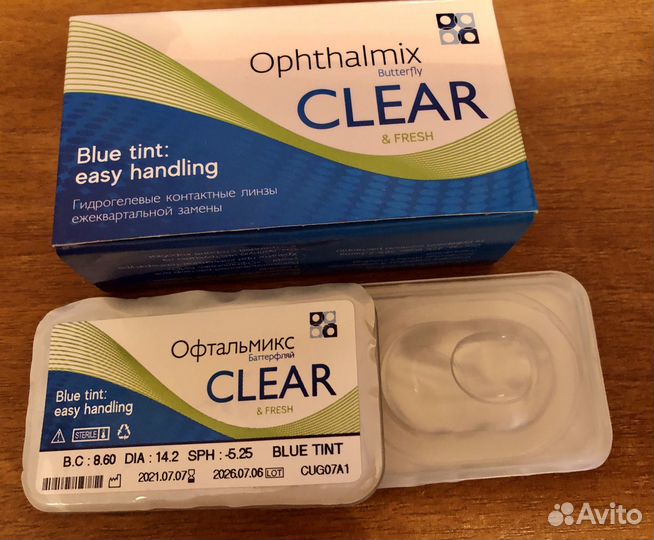 Ophthalmix
Butterfly
CLEAR
& FRESH
Blue tint:
easy handling
Гидрогелевые контактные линзы
ежеквартальной замены
Офтальмикс
Баттерфляй
CLEAR
& FRESH
Blue tint:
easy handling
STERILE
B.C : 8.60 DIA : 14.2 SPH : -5.25 BLUE TINT
2021.07.07 2026.07.06 LOT CUG07A1
Avito